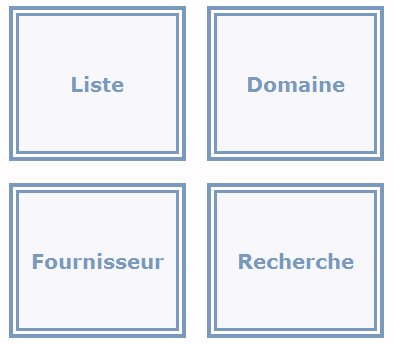 Liste
Domaine
Fournisseur
Recherche